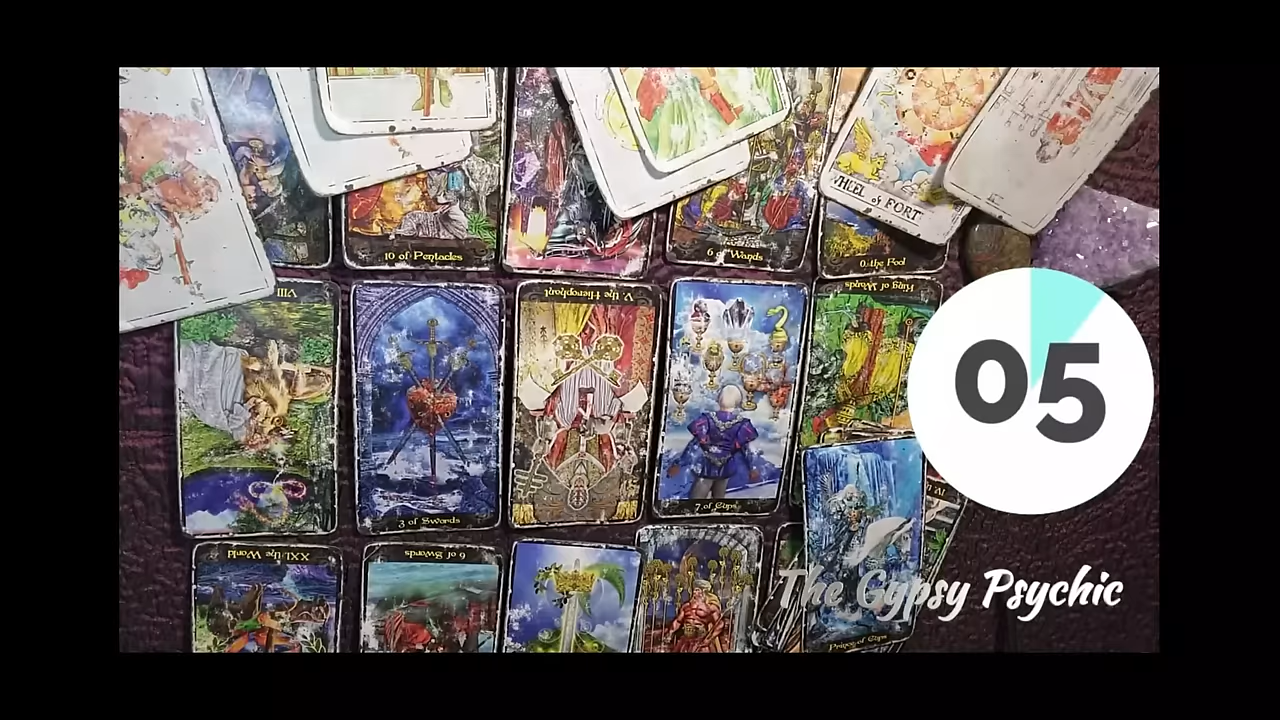 WHEEL of FORT
10 of Pentacles
6 of Wands
0. the Fool
VIII
V. the Hierophant
King of Wands
05
3 of Swords
7 of Cups
IV
XXI. the World
6 of Swords
The Gypsy Psychic
Prince of Cups